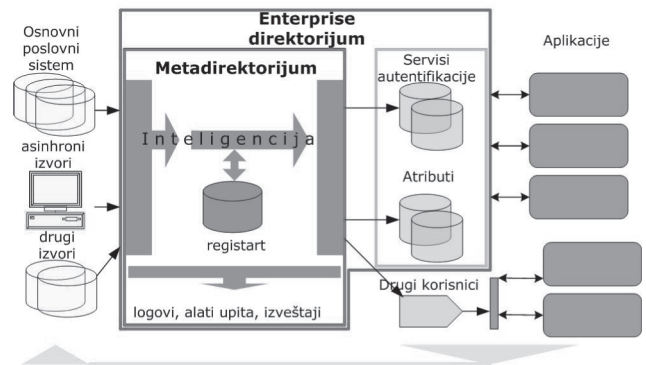 Enterprise
direktorijum
Osnovni
poslovni
sistem
Metadirektorijum
Servisi
autentifikacije
Aplikacije
asinhroni
izvori
Inteligencija
Atributi
drugi
izvori
registart
Drugi korisnici
logovi, alati upita, izveštaji